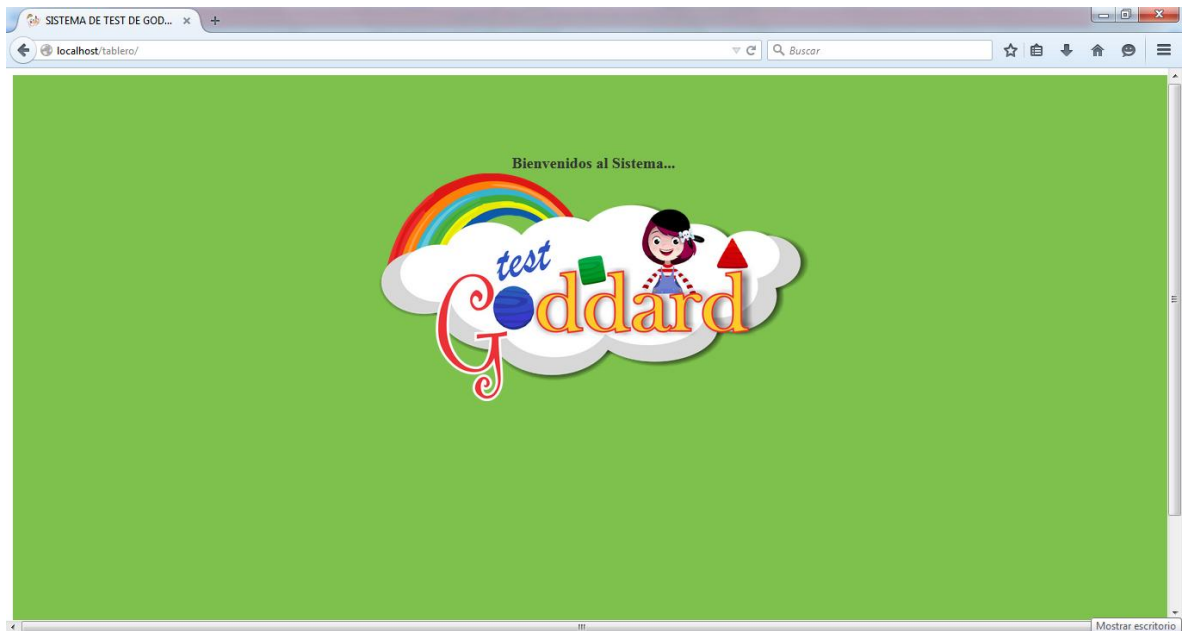 SISTEMA DE TEST DE GOD...
localhost/tablero/
Buscar
Bienvenidos al Sistema...
test
Goddard
Mostrar escritorio